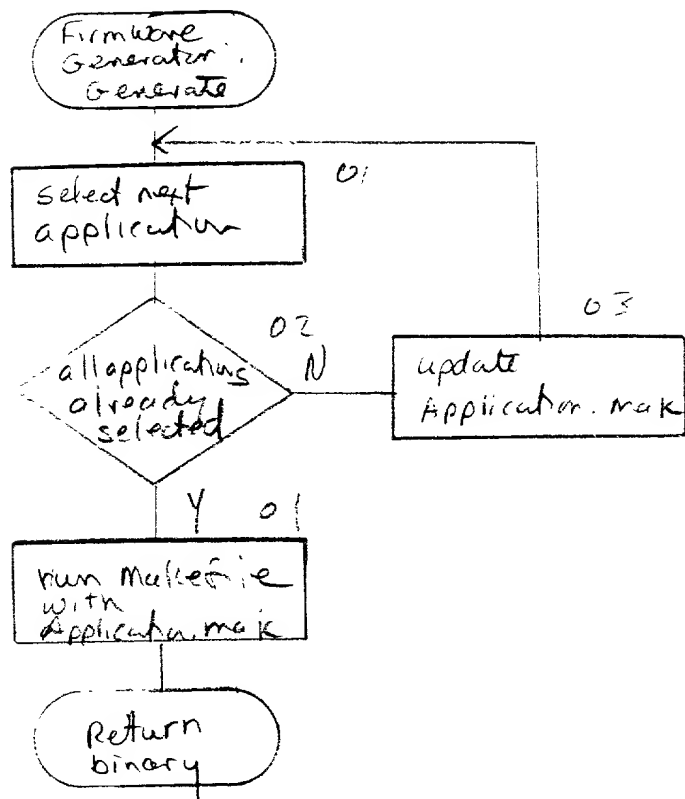 Firmware
Generator.
Generate
01
select next
application
02
all applications
already
selected
N
03
update
Application.mak
Y
01
run Makefile
with
Application.mak
Return
binary